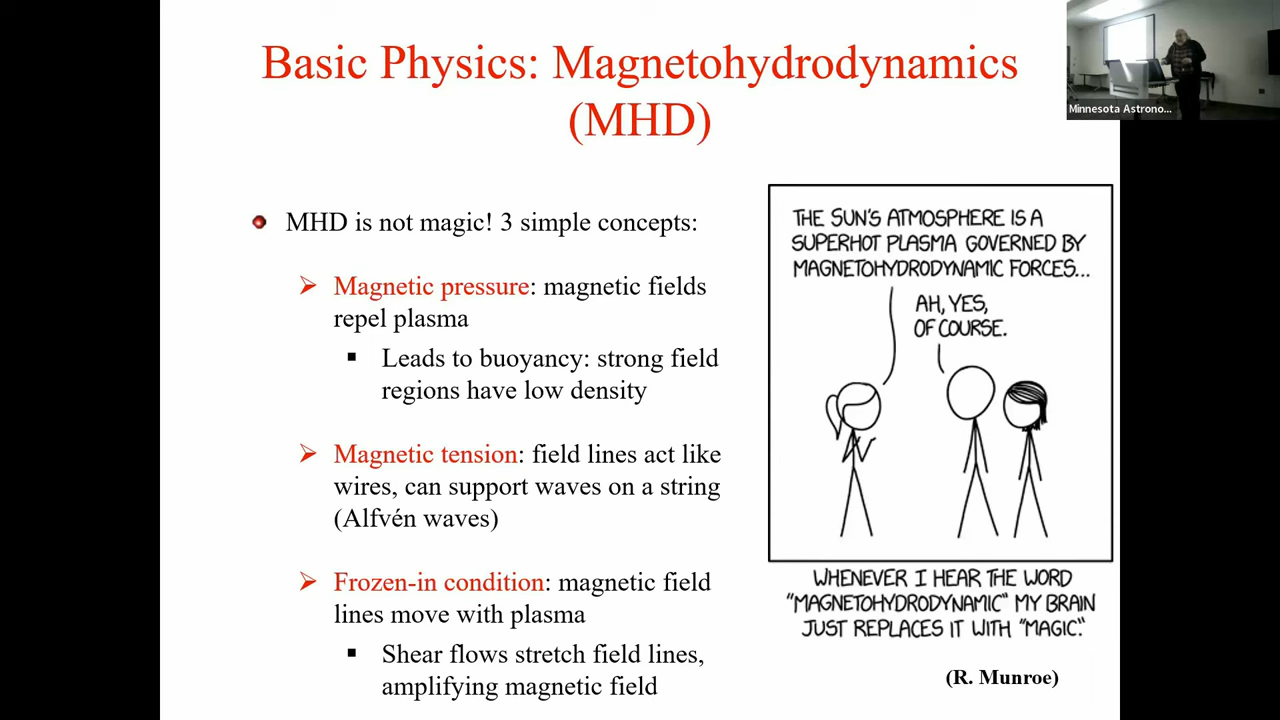 Basic Physics: Magnetohydrodynamics
(MHD)
Minnesota Astrono...
MHD is not magic! 3 simple concepts:
Magnetic pressure: magnetic fields
repel plasma
Leads to buoyancy: strong field
regions have low density
Magnetic tension: field lines act like
wires, can support waves on a string
(Alfvén waves)
Frozen-in condition: magnetic field
lines move with plasma
Shear flows stretch field lines,
amplifying magnetic field
THE SUN'S ATMOSPHERE IS A
SUPERHOT PLASMA GOVERNED BY
MAGNETOHYDRODYNAMIC FORCES...
AH, YES,
OF COURSE.
WHENEVER I HEAR THE WORD
"MAGNETOHYDRODYNAMIC" MY BRAIN
JUST REPLACES IT WITH "MAGIC."
(R. Munroe)